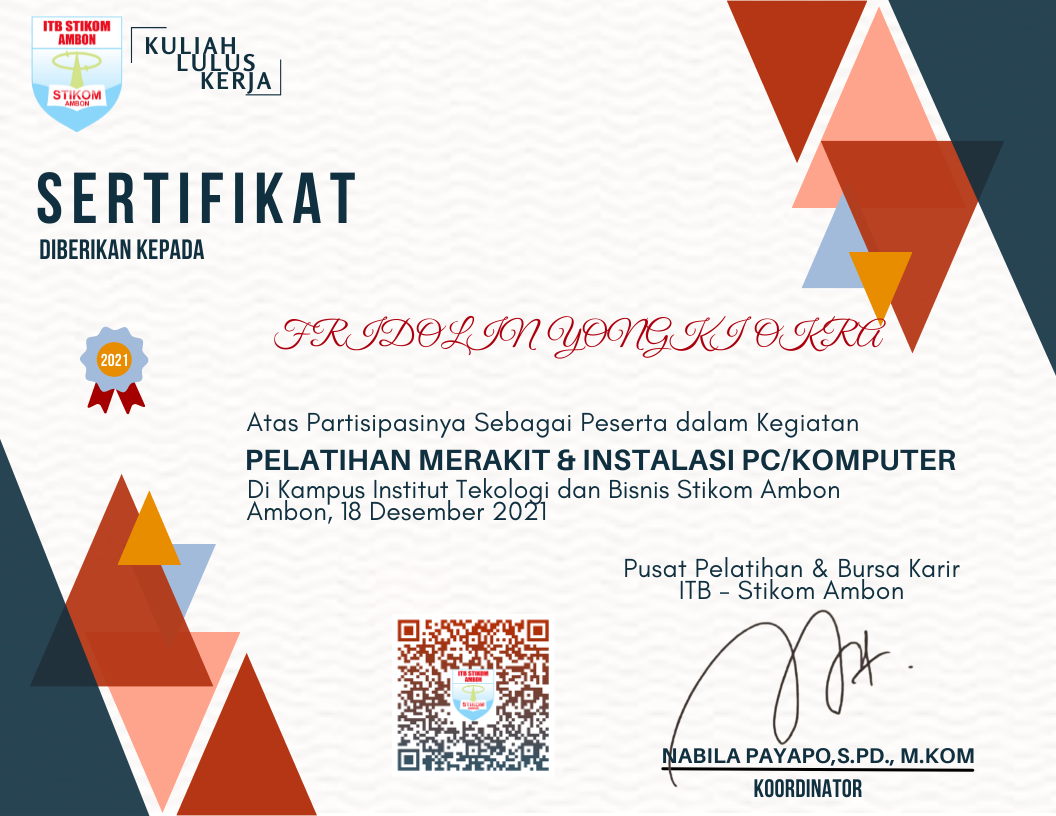 ITB STIKOM
AMBON
STIKOM
AMBON
KULIAH
LULUS
KERJA
SERTIFIKAT
DIBERIKAN KEPADA
FRIDOLIN YONGKI OKRA
2021
Atas Partisipasinya Sebagai Peserta dalam Kegiatan
PELATIHAN MERAKIT & INSTALASI PC/KOMPUTER
Di Kampus Institut Tekologi dan Bisnis Stikom Ambon
Ambon, 18 Desember 2021
Pusat Pelatihan & Bursa Karir
ITB - Stikom Ambon
ITB STIKOM
AMBON
STIKOM
AMBON
NABILA PAYAPO,S.PD., M.KOM
KOORDINATOR